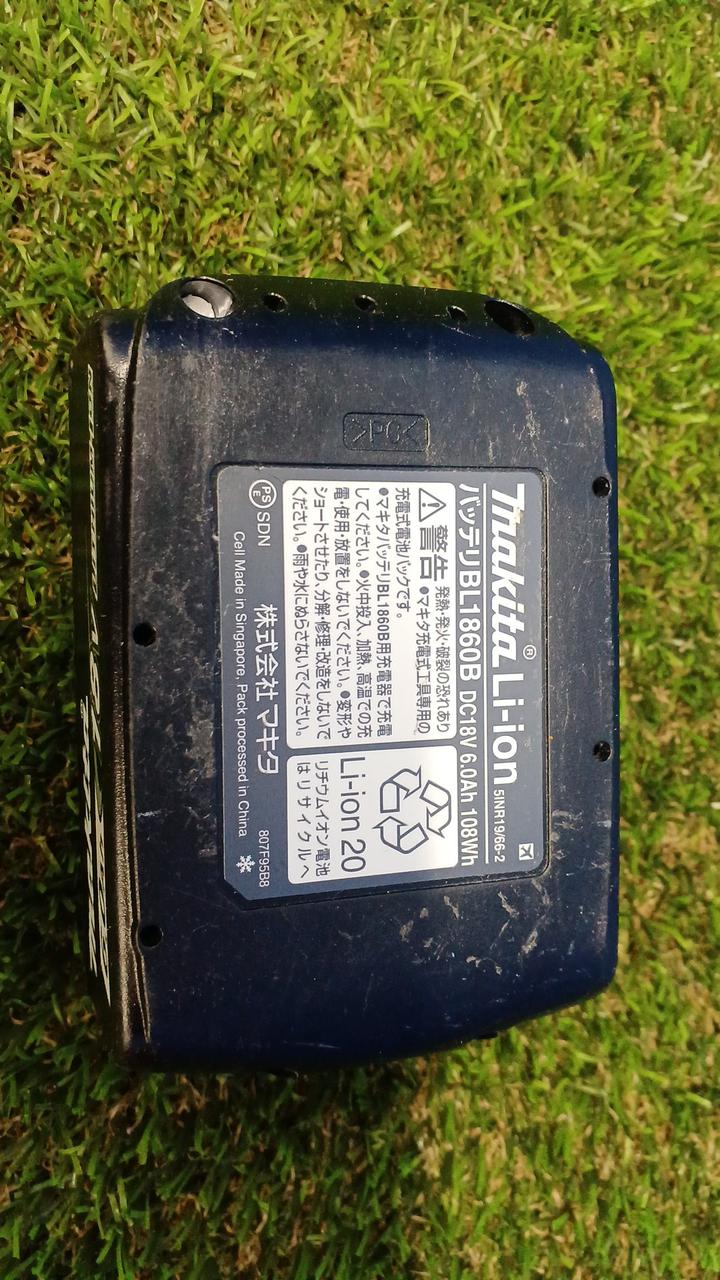 >PC<
makita Li-ion 5INR19/66-2
バッテリBL1860B DC18V 6.0Ah 108Wh
警告 発熱・発火・破裂の恐れあり
●マキタ充電式工具専用の
充電式電池パックです。
●マキタバッテリBL1860B用充電器で充電
してください。●火中投入、加熱、高温での充
電・使用・放置をしないでください。●変形や
ショートさせたり、分解・修理・改造をしないで
ください。●雨や水にぬらさないでください。
Li-ion 20
リチウムイオン電池
はリサイクルへ
PS
E
SDN
株式会社 マキタ
807F95B8
Cell Made in Singapore, Pack processed in China